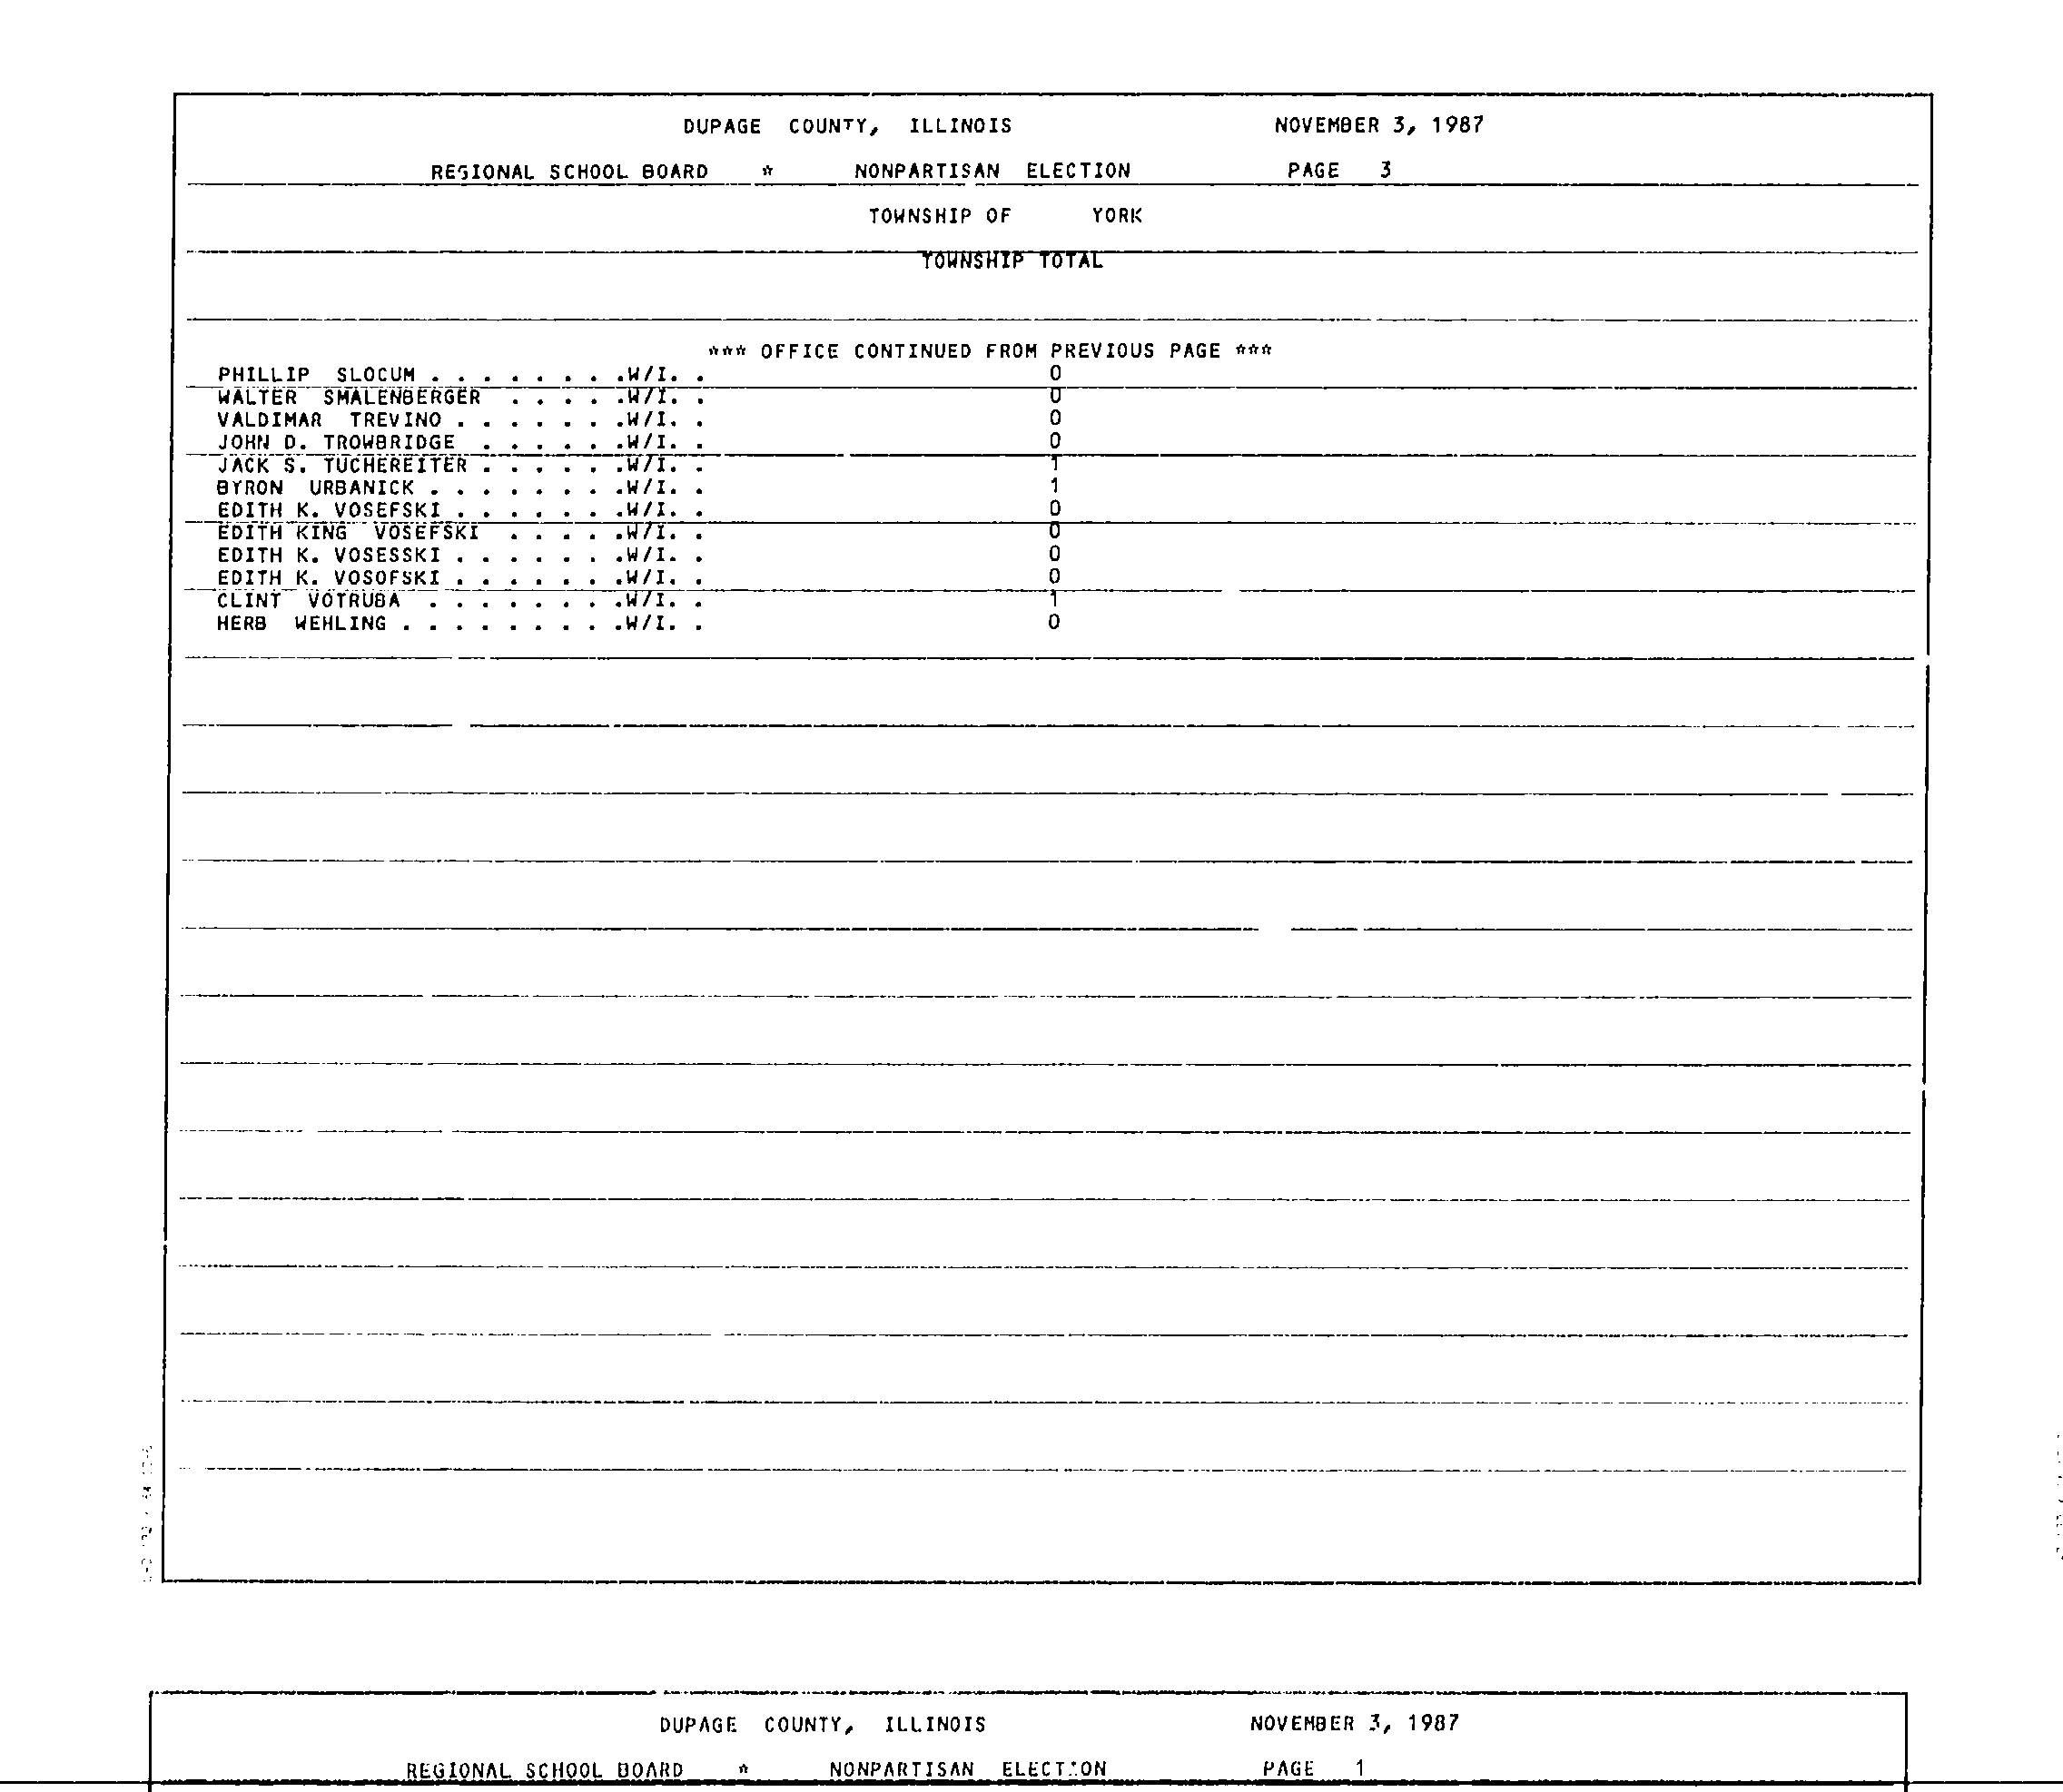 DUPAGE COUNTY, ILLINOIS NOVEMBER 3, 1987
REGIONAL SCHOOL BOARD * NONPARTISAN ELECTION PAGE 3
TOWNSHIP OF YORK
TOWNSHIP TOTAL
*** OFFICE CONTINUED FROM PREVIOUS PAGE ***
PHILLIP SLOCUM . . . . . . . .W/I. . 0
WALTER SMALENBERGER . . . . .W/I. . 0
VALDIMAR TREVINO . . . . . . .W/I. . 0
JOHN D. TROWBRIDGE . . . . . .W/I. . 0
JACK S. TUCHEREITER . . . . . .W/I. . 1
BYRON URBANICK . . . . . . . .W/I. . 1
EDITH K. VOSEFSKI . . . . . . .W/I. . 0
EDITH KING VOSEFSKI . . . . .W/I. . 0
EDITH K. VOSESSKI . . . . . . .W/I. . 0
EDITH K. VOSOFSKI . . . . . . .W/I. . 0
CLINT VOTRUBA . . . . . . . .W/I. . 1
HERB WEHLING . . . . . . . . .W/I. . 0
DUPAGE COUNTY, ILLINOIS NOVEMBER 3, 1987
REGIONAL SCHOOL BOARD * NONPARTISAN ELECTION PAGE 1